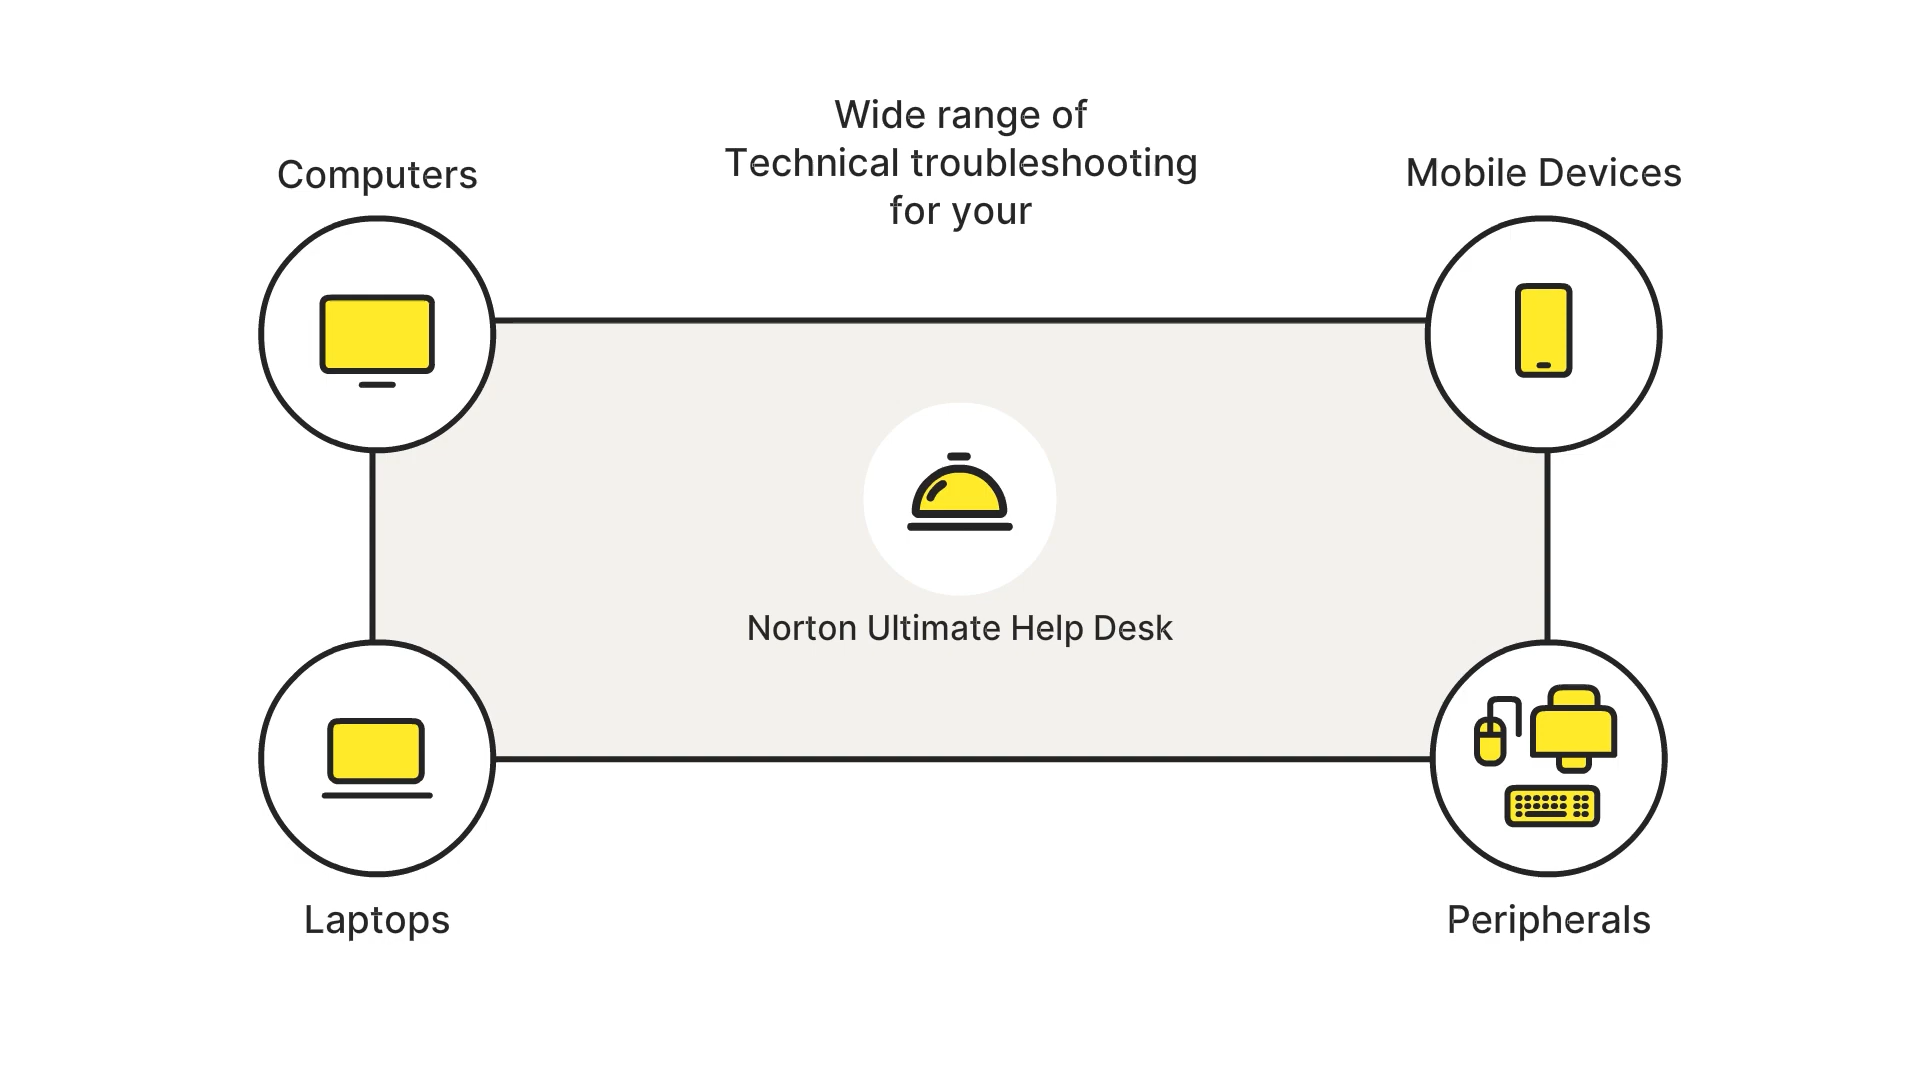 Wide range of
Technical troubleshooting
for your
Computers
Mobile Devices
Norton Ultimate Help Desk
Laptops
Peripherals